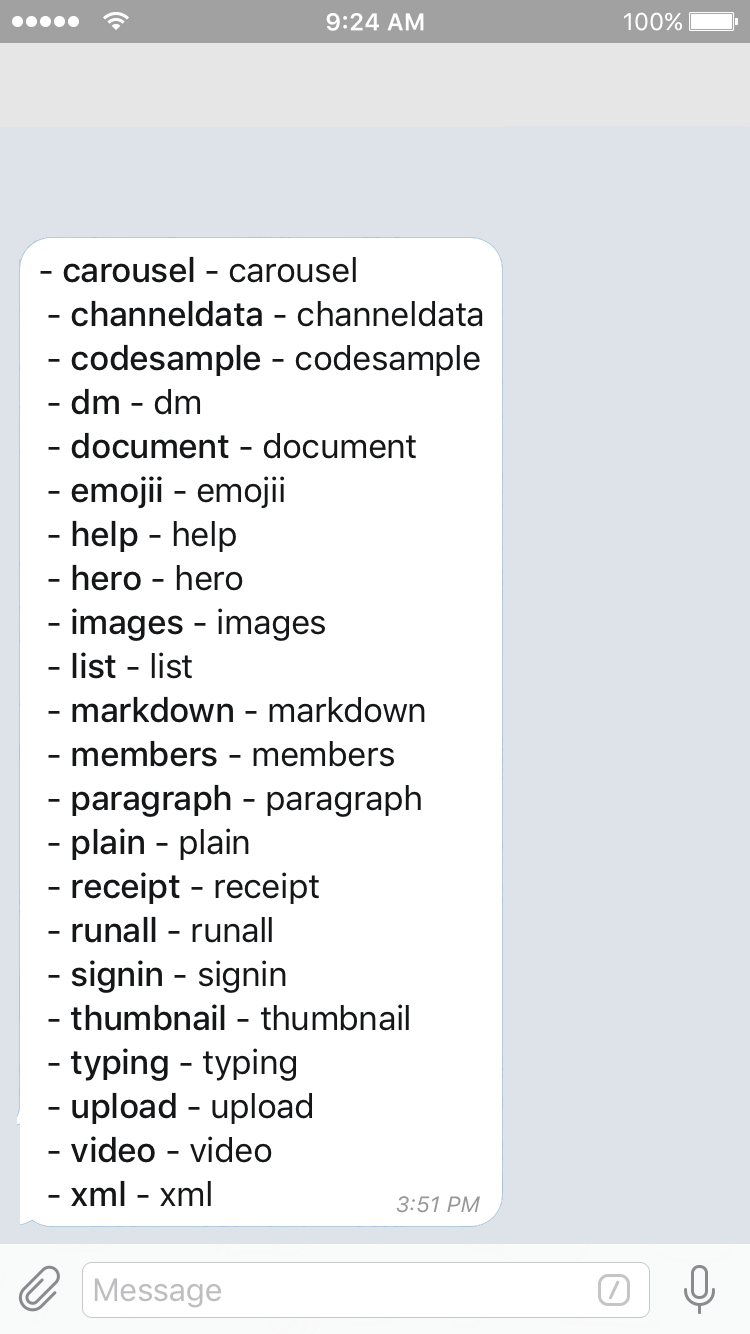 9:24 AM
100%
- carousel - carousel
- channeldata - channeldata
- codesample - codesample
- dm - dm
- document - document
- emojii - emojii
- help - help
- hero - hero
- images - images
- list - list
- markdown - markdown
- members - members
- paragraph - paragraph
- plain - plain
- receipt - receipt
- runall - runall
- signin - signin
- thumbnail - thumbnail
- typing - typing
- upload - upload
- video - video
- xml - xml
3:51 PM
Message